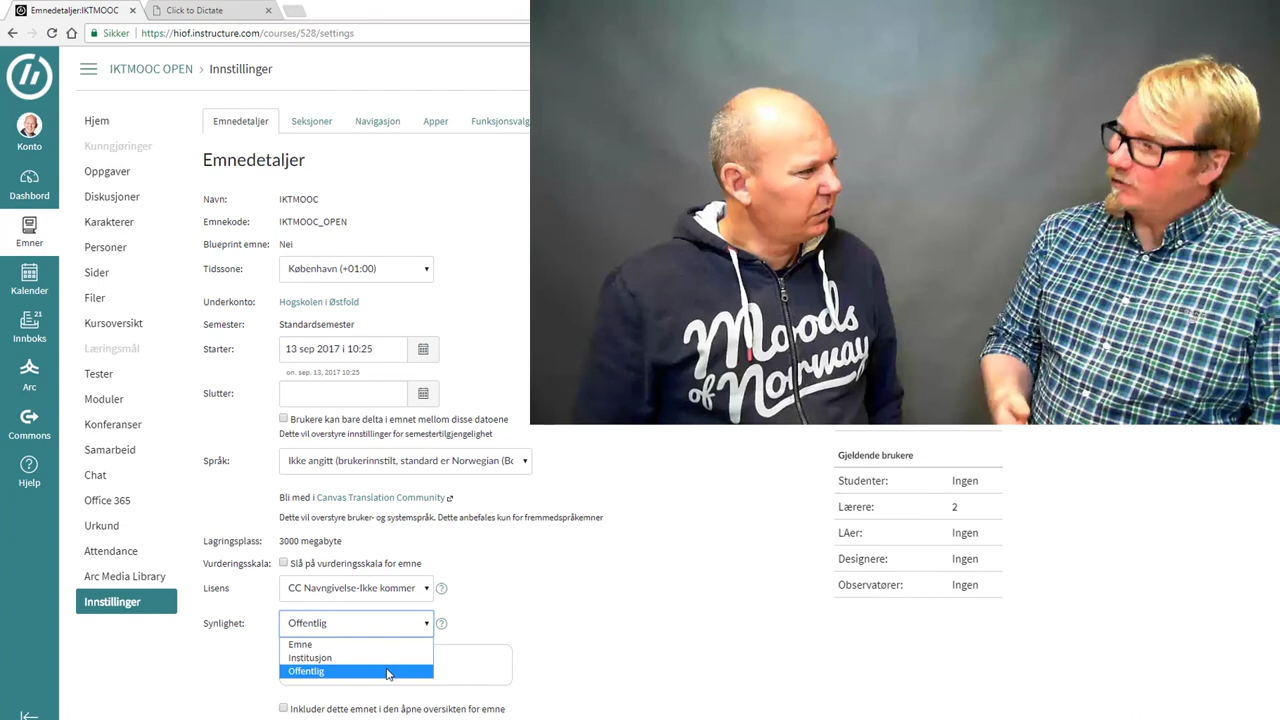 Emnedetaljer:IKTMOOC
Click to Dictate
Sikker
https://hiof.instructure.com/courses/528/settings
IKTMOOC OPEN › Innstillinger
Konto
Dashbord
Emner
Kalender
21
Innboks
Arc
Commons
Hjelp
Hjem
Kunngjøringer
Oppgaver
Diskusjoner
Karakterer
Personer
Sider
Filer
Kursoversikt
Læringsmål
Tester
Moduler
Konferanser
Samarbeid
Chat
Office 365
Urkund
Attendance
Arc Media Library
Innstillinger
Emnedetaljer Seksjoner Navigasjon Apper Funksjonsvalg
Emnedetaljer
Navn: IKTMOOC
Emnekode: IKTMOOC_OPEN
Blueprint emne: Nei
Tidssone: København (+01:00)
Underkonto: Hogskolen i Østfold
Semester: Standardsemester
Starter: 13 sep 2017 i 10:25
on. sep. 13, 2017 10:25
Slutter:
Brukere kan bare delta i emnet mellom disse datoene
Dette vil overstyre innstillinger for semestertilgjengelighet
Språk: Ikke angitt (brukerinnstilt, standard er Norwegian (Bo
Bli med i Canvas Translation Community
Dette vil overstyre bruker- og systemspråk. Dette anbefales kun for fremmedspråkemner
Lagringsplass: 3000 megabyte
Vurderingsskala: Slå på vurderingsskala for emne
Lisens CC Navngivelse-Ikke kommer ?
Synlighet: Offentlig ?
Emne
Institusjon
Offentlig
Inkluder dette emnet i den åpne oversikten for emne
Moods
of Norway
Gjeldende brukere
Studenter: Ingen
Lærere: 2
LAer: Ingen
Designere: Ingen
Observatører: Ingen